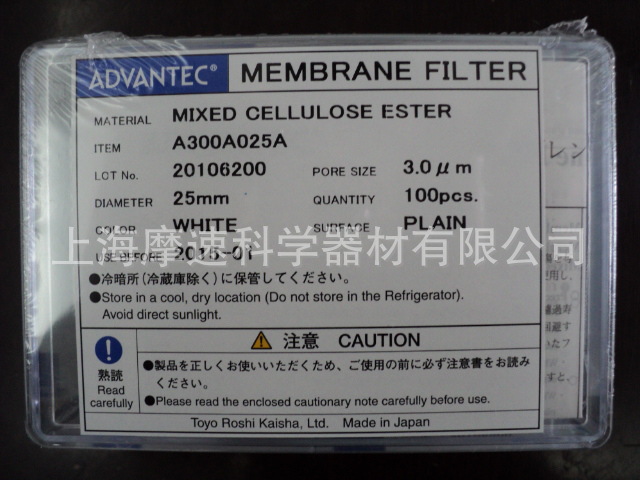 ADVANTEC® MEMBRANE FILTER
MATERIAL MIXED CELLULOSE ESTER
ITEM A300A025A
LOT No. 20106200 PORE SIZE 3.0μm
DIAMETER 25mm QUANTITY 100pcs.
COLOR WHITE SURFACE PLAIN
USE BEFORE 2015-01
上海摩速科学器材有限公司
●冷暗所(冷蔵庫除く)に保管してください。
●Store in a cool, dry location (Do not store in the Refrigerator).
Avoid direct sunlight.
注意 CAUTION
熟読
Read
carefully
●製品を正しくお使いいただくため、ご使用の前に必ず注意書をお読み
ください。
●Please read the enclosed cautionary note carefully before use.
Toyo Roshi Kaisha, Ltd. Made in Japan